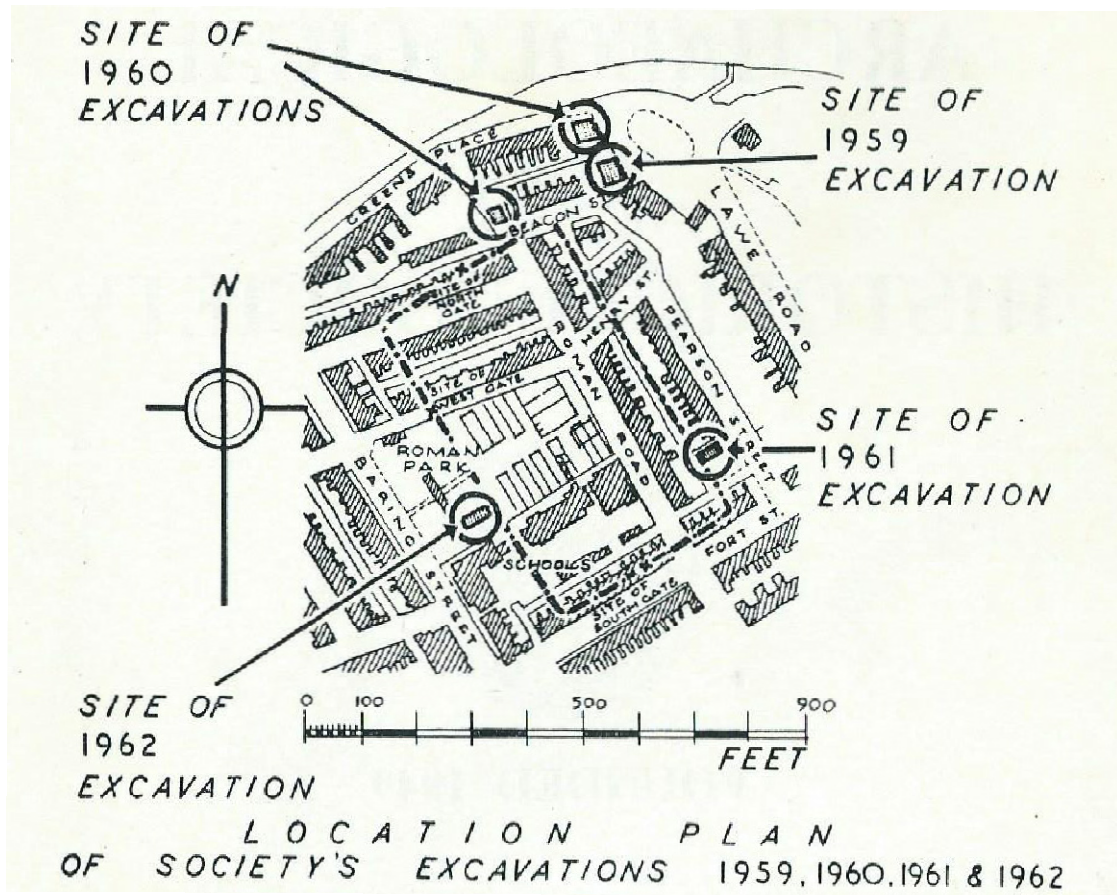 SITE OF
1960
EXCAVATIONS
SITE OF
1959
EXCAVATION
GREENS PLACE
BEACON ST.
LAWE ROAD
N
SITE OF
NORTH
GATE
HENRY ST.
PEARSON STREET
ROMAN ROAD
SITE OF
WEST GATE
ROMAN
PARK
BARING STREET
SITE OF
1961
EXCAVATION
SCHOOLS
FORT ST.
SITE OF
SOUTH GATE
SITE OF
1962
EXCAVATION
0 100 500 900
FEET
LOCATION PLAN
OF SOCIETY'S EXCAVATIONS 1959, 1960, 1961 & 1962